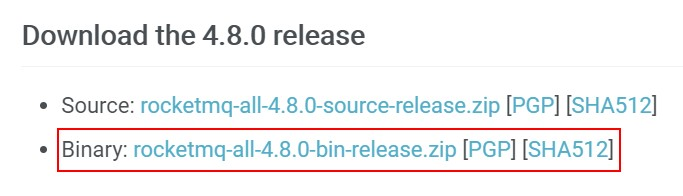 Download the 4.8.0 release
• Source: rocketmq-all-4.8.0-source-release.zip [PGP] [SHA512]
• Binary: rocketmq-all-4.8.0-bin-release.zip [PGP] [SHA512]